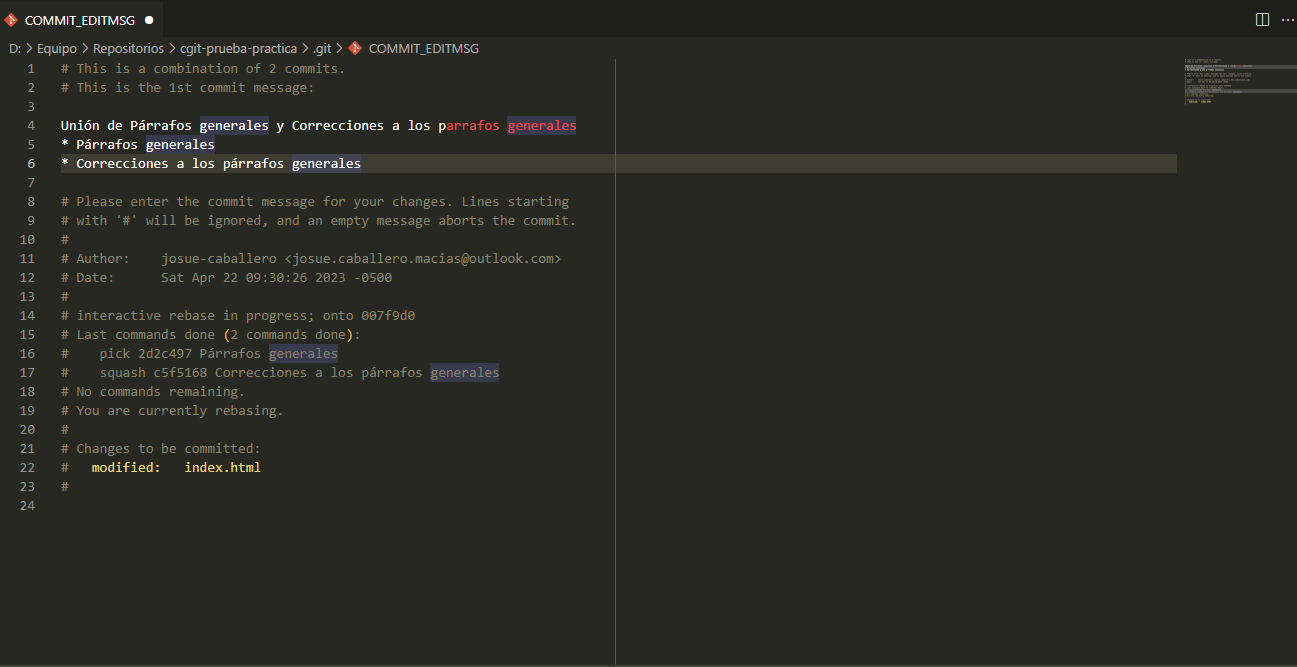 COMMIT_EDITMSG ●
D: > Equipo > Repositorios > cgit-prueba-practica > .git > COMMIT_EDITMSG
1 # This is a combination of 2 commits.
2 # This is the 1st commit message:
3
4 Unión de Párrafos generales y Correcciones a los parrafos generales
5 * Párrafos generales
6 * Correcciones a los párrafos generales
7
8 # Please enter the commit message for your changes. Lines starting
9 # with '#' will be ignored, and an empty message aborts the commit.
10 #
11 # Author:    josue-caballero <josue.caballero.macias@outlook.com>
12 # Date:      Sat Apr 22 09:30:26 2023 -0500
13 #
14 # interactive rebase in progress; onto 007f9d0
15 # Last commands done (2 commands done):
16 #    pick 2d2c497 Párrafos generales
17 #    squash c5f5168 Correcciones a los párrafos generales
18 # No commands remaining.
19 # You are currently rebasing.
20 #
21 # Changes to be committed:
22 #   modified:   index.html
23 #
24